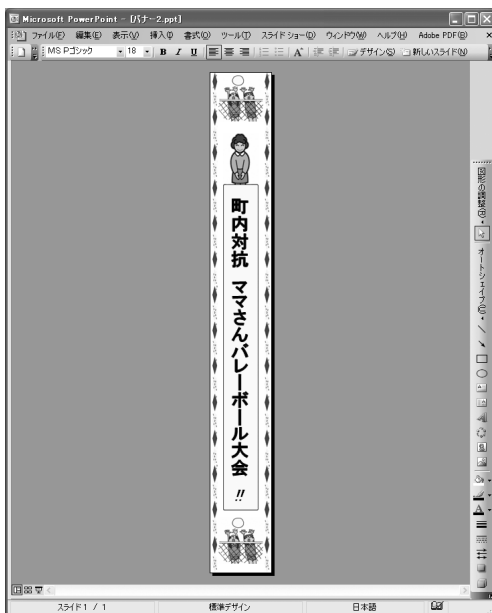 Microsoft PowerPoint - [バナー2.ppt]
ファイル(F) 編集(E) 表示(V) 挿入(I) 書式(O) ツール(T) スライド ショー(D) ウィンドウ(W) ヘルプ(H) Adobe PDF(B)
MS Pゴシック 18 B I U デザイン(S) 新しいスライド(N)
町内対抗 ママさんバレーボール大会 !!
図形の調整(R)
オートシェイプ(U)
スライド 1 / 1 標準デザイン 日本語